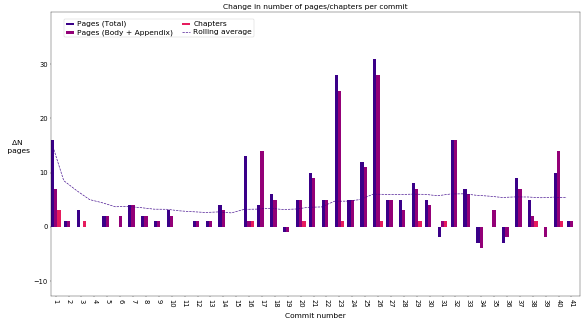 Change in number of pages/chapters per commit
Pages (Total)
Pages (Body + Appendix)
Chapters
Rolling average
ΔN
pages
30
20
10
0
−10
1 2 3 4 5 6 7 8 9 10 11 12 13 14 15 16 17 18 19 20 21 22 23 24 25 26 27 28 29 30 31 32 33 34 35 36 37 38 39 40 41
Commit number